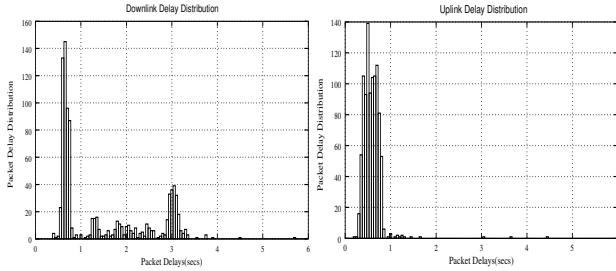 Downlink Delay Distribution
160
140
120
100
80
60
40
20
0
0 1 2 3 4 5 6
Packet Delay Distribution
Packet Delays(secs)
Uplink Delay Distribution
140
120
100
80
60
40
20
0
0 1 2 3 4 5
Packet Delay Distribution
Packet Delays(secs)